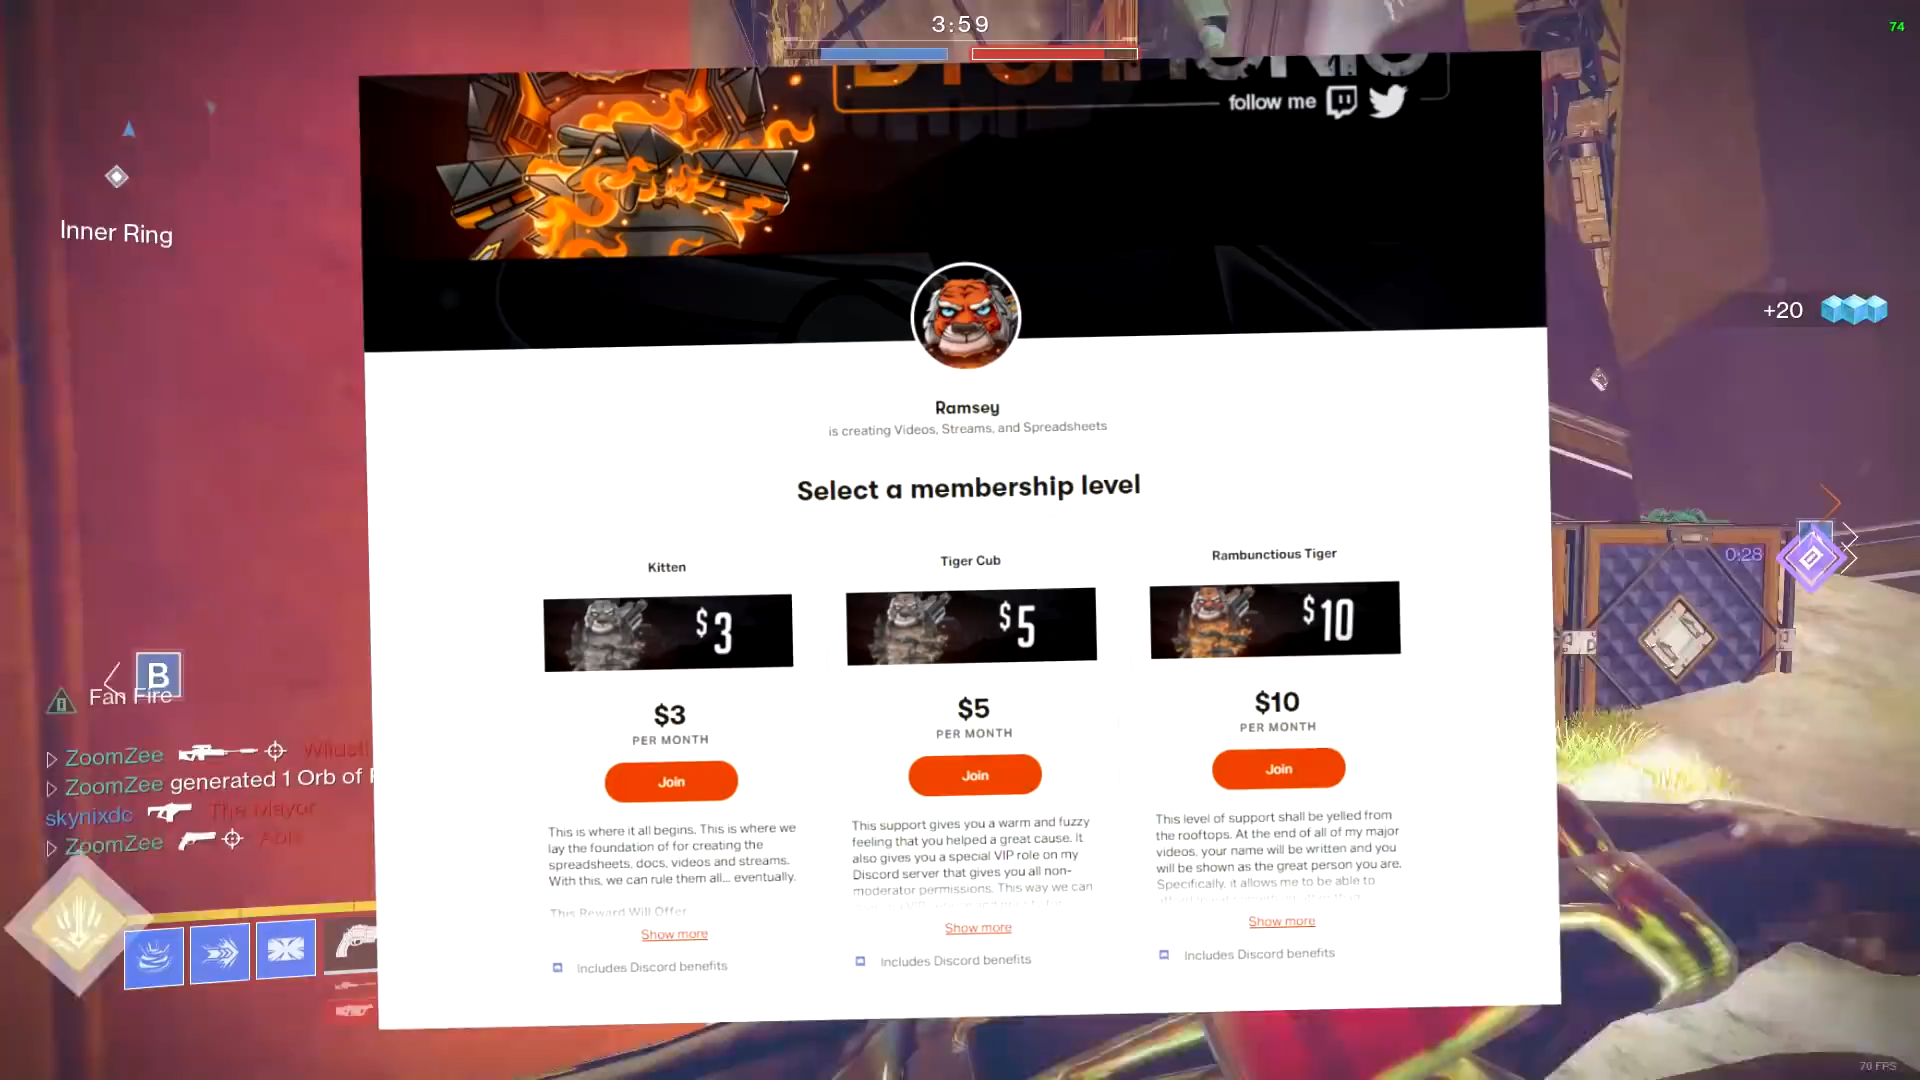 3:59
74
follow me
Inner Ring
+20
Ramsey
is creating Videos, Streams, and Spreadsheets
Select a membership level
Kitten
Tiger Cub
Rambunctious Tiger
$3
$5
$10
$3
PER MONTH
Join
$5
PER MONTH
Join
$10
PER MONTH
Join
This is where it all begins. This is where we
lay the foundation of for creating the
spreadsheets, docs, videos and streams.
With this, we can rule them all... eventually.
This Reward Will Offer
Show more
Includes Discord benefits
This support gives you a warm and fuzzy
feeling that you helped a great cause. It
also gives you a special VIP role on my
Discord server that gives you all non-
moderator permissions. This way we can
Show more
Includes Discord benefits
This level of support shall be yelled from
the rooftops. At the end of all of my major
videos, your name will be written and you
will be shown as the great person you are.
Specifically, it allows me to be able to
Show more
Includes Discord benefits
0:28
B
Fan Fire
ZoomZee
ZoomZee generated 1 Orb of
skynixdc The Mayor
ZoomZee
70 FPS